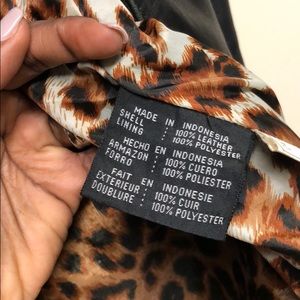 MADE IN INDONESIA
SHELL 100% LEATHER
LINING 100% POLYESTER
HECHO EN INDONESIA
ARMAZON 100% CUERO
FORRO 100% POLIESTER
FAIT EN INDONESIE
EXTERIEUR: 100% CUIR
DOUBLURE: 100% POLYESTER